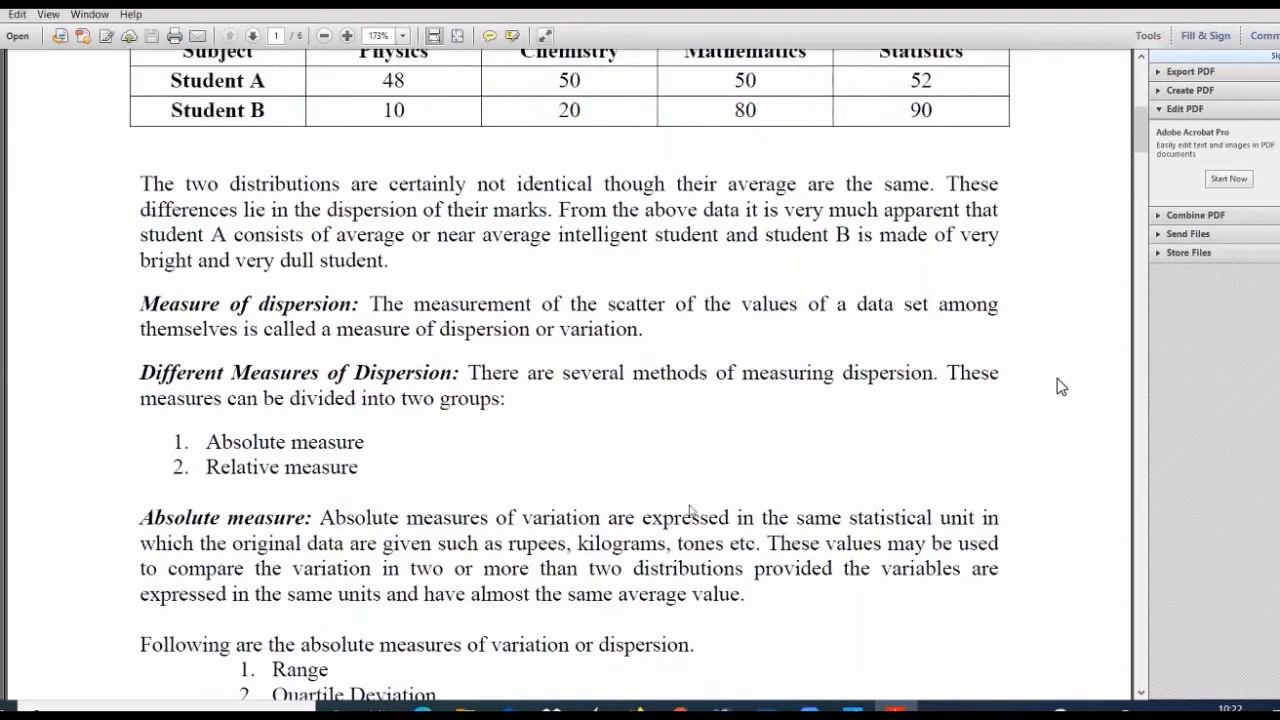 Edit View Window Help
Open 1 / 6 173% Tools Fill & Sign
Subject Physics Chemistry Mathematics Statistics
Student A 48 50 50 52
Student B 10 20 80 90
The two distributions are certainly not identical though their average are the same. These
differences lie in the dispersion of their marks. From the above data it is very much apparent that
student A consists of average or near average intelligent student and student B is made of very
bright and very dull student.
Measure of dispersion: The measurement of the scatter of the values of a data set among
themselves is called a measure of dispersion or variation.
Different Measures of Dispersion: There are several methods of measuring dispersion. These
measures can be divided into two groups:
1. Absolute measure
2. Relative measure
Absolute measure: Absolute measures of variation are expressed in the same statistical unit in
which the original data are given such as rupees, kilograms, tones etc. These values may be used
to compare the variation in two or more than two distributions provided the variables are
expressed in the same units and have almost the same average value.
Following are the absolute measures of variation or dispersion.
1. Range
2. Quartile Deviation
Export PDF
Create PDF
Edit PDF
Adobe Acrobat Pro
Easily edit text and images in PDF
documents
Start Now
Combine PDF
Send Files
Store Files
10:22